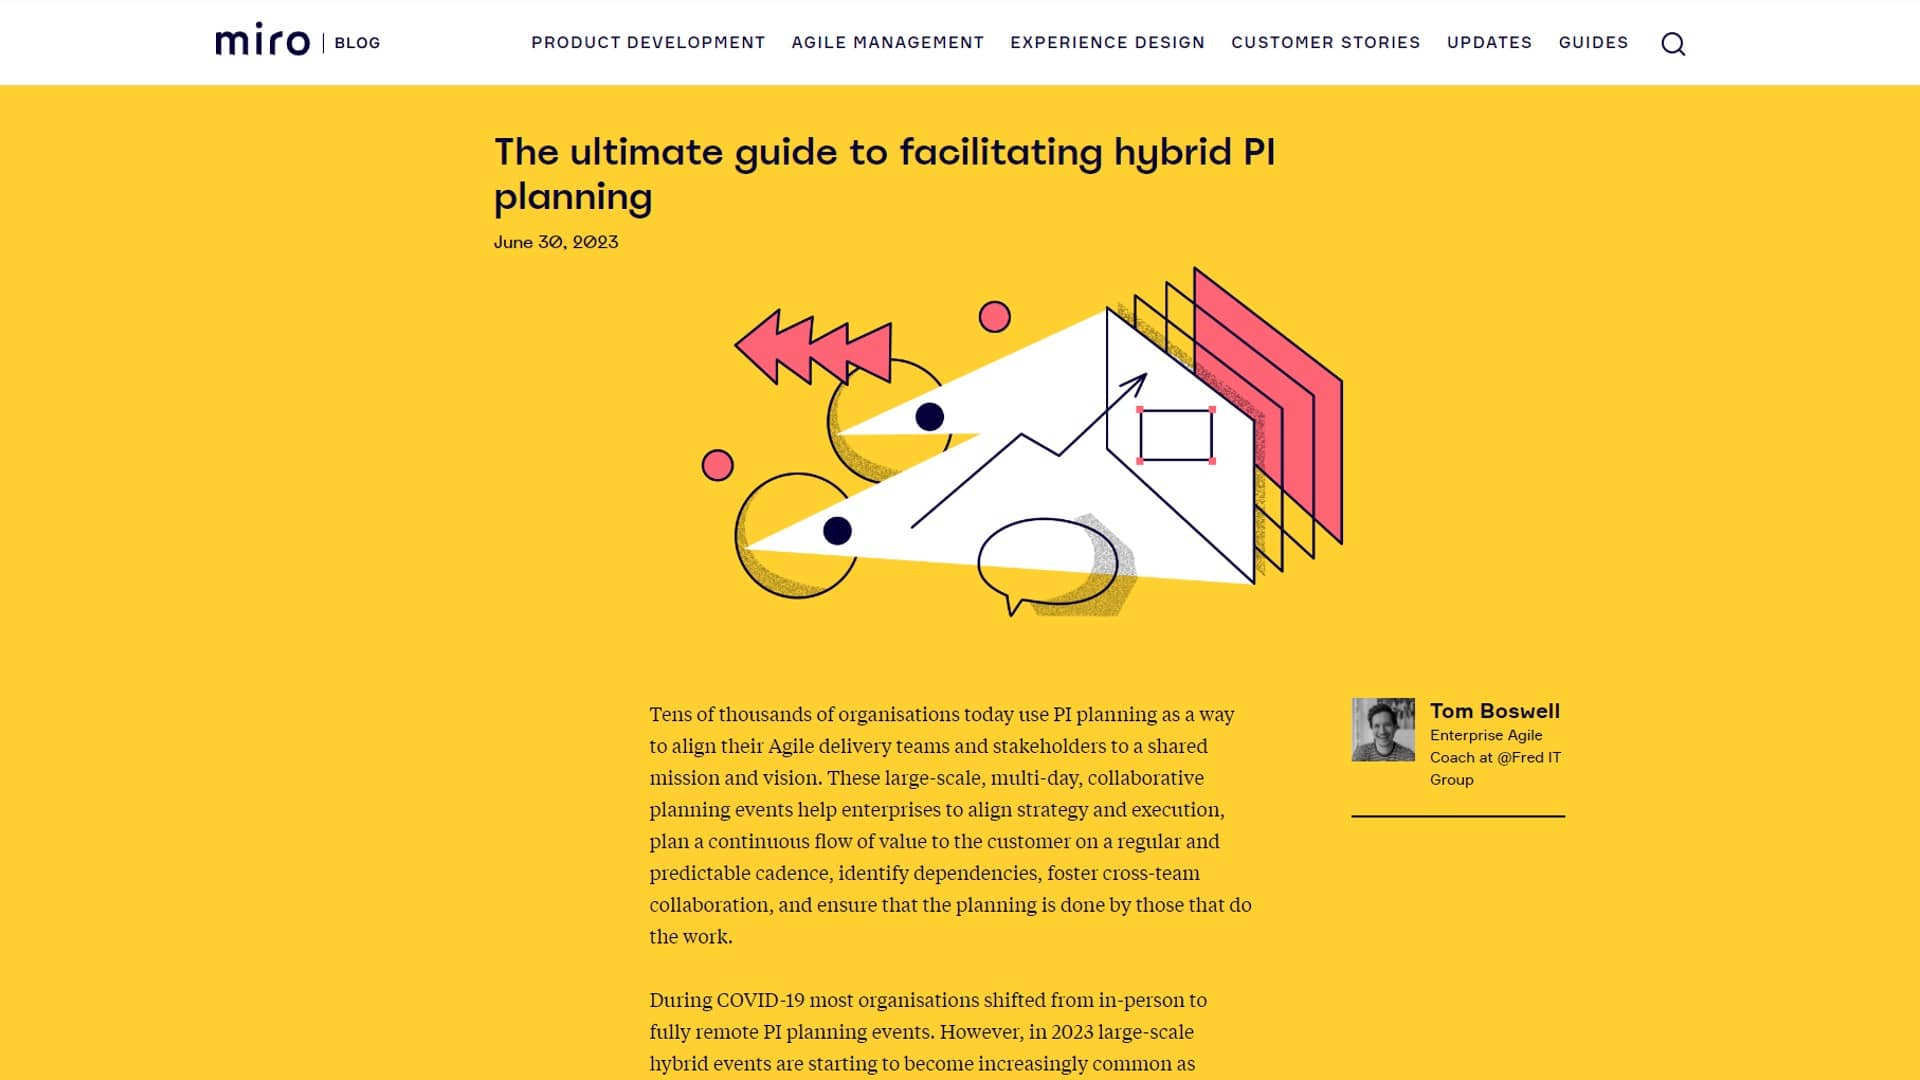 miro | BLOG
PRODUCT DEVELOPMENT AGILE MANAGEMENT EXPERIENCE DESIGN CUSTOMER STORIES UPDATES GUIDES
The ultimate guide to facilitating hybrid PI
planning
June 30, 2023
Tens of thousands of organisations today use PI planning as a way
to align their Agile delivery teams and stakeholders to a shared
mission and vision. These large-scale, multi-day, collaborative
planning events help enterprises to align strategy and execution,
plan a continuous flow of value to the customer on a regular and
predictable cadence, identify dependencies, foster cross-team
collaboration, and ensure that the planning is done by those that do
the work.
During COVID-19 most organisations shifted from in-person to
fully remote PI planning events. However, in 2023 large-scale
hybrid events are starting to become increasingly common as
Tom Boswell
Enterprise Agile
Coach at @Fred IT
Group